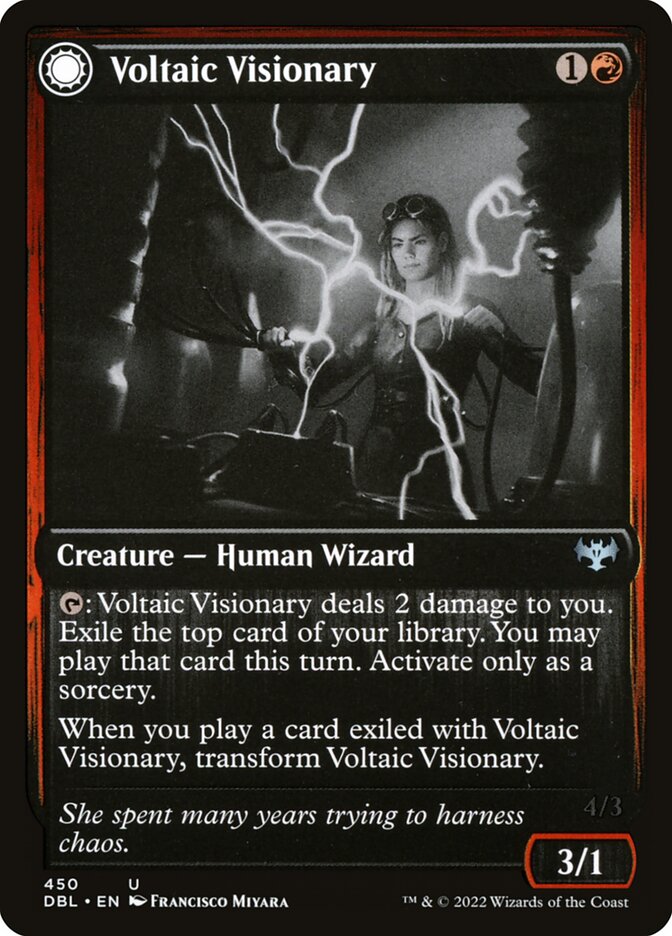 Voltaic Visionary 1
Creature — Human Wizard
: Voltaic Visionary deals 2 damage to you.
Exile the top card of your library. You may
play that card this turn. Activate only as a
sorcery.
When you play a card exiled with Voltaic
Visionary, transform Voltaic Visionary.
4/3
She spent many years trying to harness
chaos.
3/1
450 U
DBL • EN Francisco Miyara ™ & © 2022 Wizards of the Coast